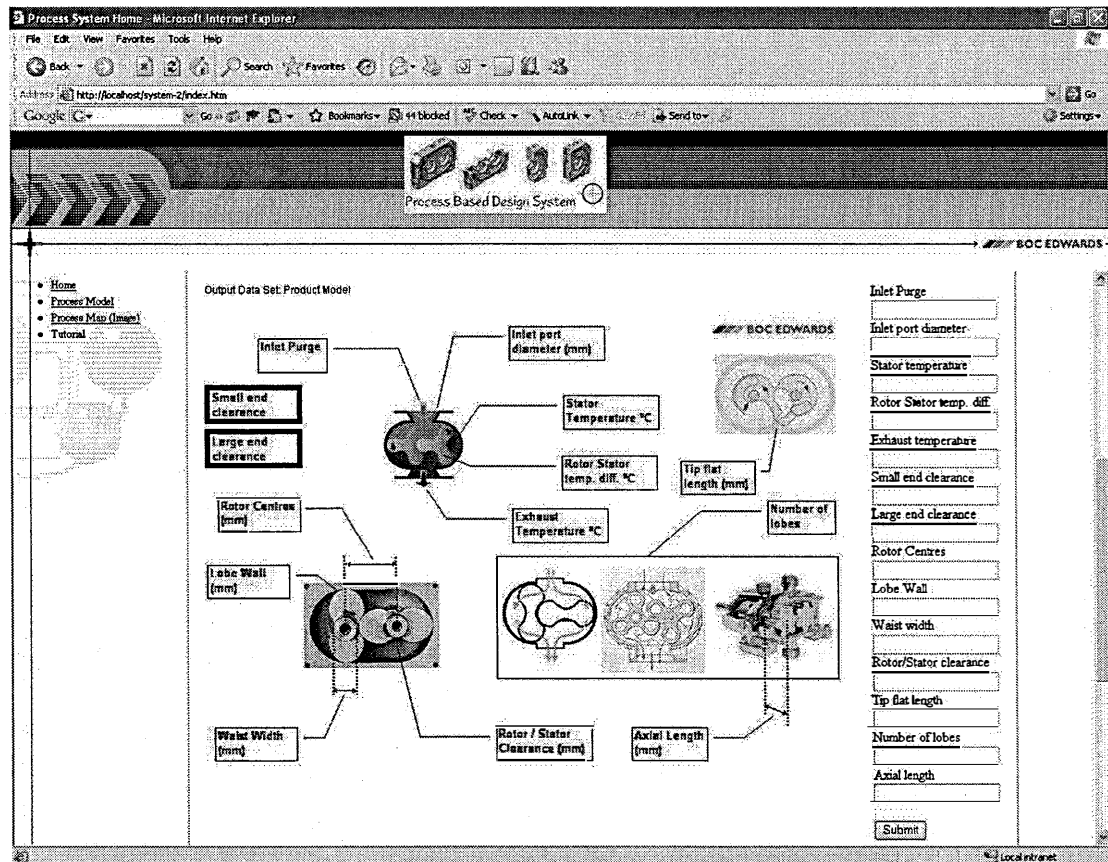 Process System Home - Microsoft Internet Explorer
File Edit View Favorites Tools Help
Back Search Favorites
Address http://localhost/system-2/index.htm Go
Google Go Bookmarks 44 blocked Check AutoLink Send to Settings
Process Based Design System
BOC EDWARDS
Home
Process Model
Process Map (Image)
Tutorial
Output Data Set: Product Model
Inlet Purge
Inlet port
diameter (mm)
BOC EDWARDS
Small end
clearance
Large end
clearance
Stator
Temperature °C
Rotor Stator
temp. diff. °C
Tip flat
length (mm)
Exhaust
Temperature °C
Number of
lobes
Rotor Centres
(mm)
Lobe Wall
(mm)
Waist Width
(mm)
Rotor / Stator
Clearance (mm)
Axial Length
(mm)
Inlet Purge
Inlet port diameter
Stator temperature
Rotor Stator temp. diff.
Exhaust temperature
Small end clearance
Large end clearance
Rotor Centres
Lobe Wall
Waist width
Rotor/Stator clearance
Tip flat length
Number of lobes
Axial length
Submit
Local intranet